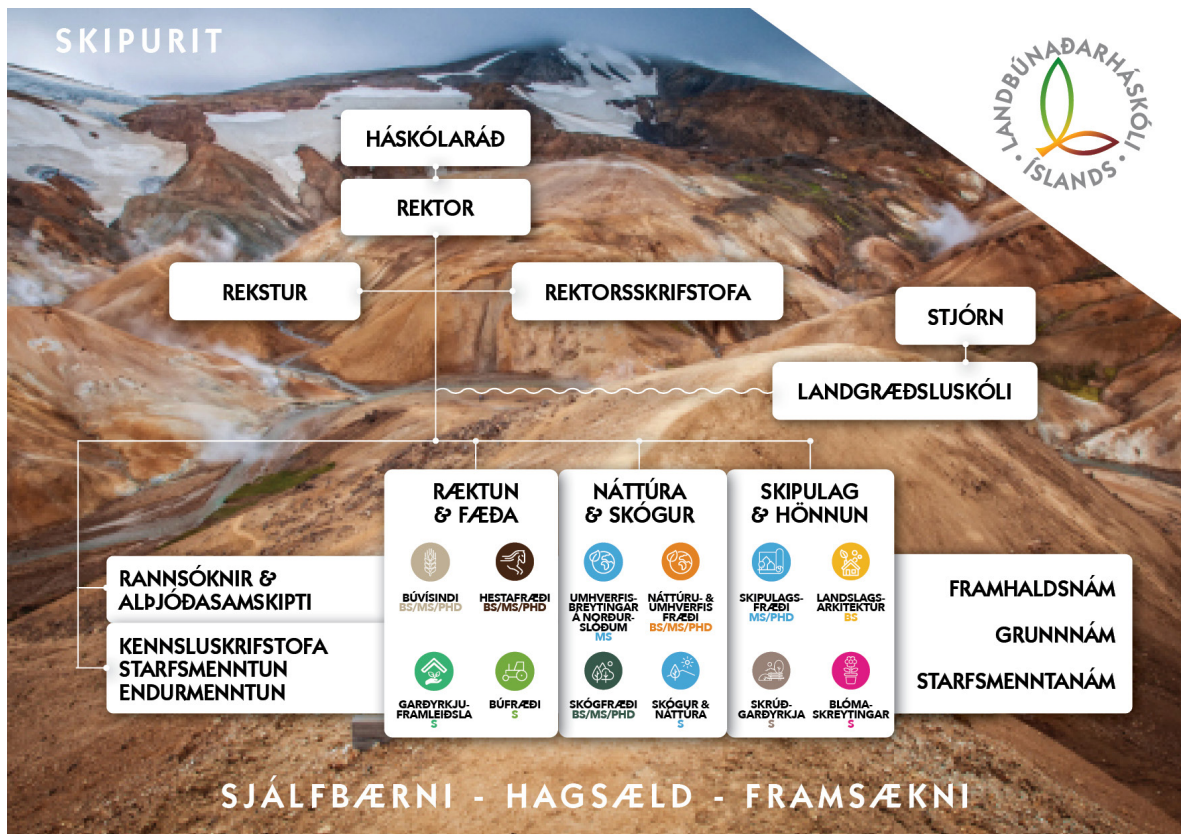 SKIPURIT
LANDBÚNAÐARHÁSKÓLI
· ÍSLANDS ·
HÁSKÓLARÁÐ
REKTOR
REKSTUR
REKTORSSKRIFSTOFA
STJÓRN
LANDGRÆÐSLUSKÓLI
RÆKTUN
& FÆÐA
BÚVÍSINDI
BS/MS/PHD
HESTAFRÆÐI
BS/MS/PHD
GARÐYRKJU-
FRAMLEIÐSLA
S
BÚFRÆÐI
S
NÁTTÚRA
& SKÓGUR
UMHVERFIS-
BREYTINGAR
Á NORÐUR-
SLÓÐUM
MS
NÁTTÚRU- &
UMHVERFIS
FRÆÐI
BS/MS/PHD
SKÓGFRÆÐI
BS/MS/PHD
SKÓGUR &
NÁTTÚRA
S
SKIPULAG
& HÖNNUN
SKIPULAGS-
FRÆÐI
MS/PHD
LANDSLAGS-
ARKITEKTUR
BS
SKRÚÐ-
GARÐYRKJA
S
BLÓMA-
SKREYTINGAR
S
RANNSÓKNIR &
ALÞJÓÐASAMSKIPTI
KENNSLUSKRIFSTOFA
STARFSMENNTUN
ENDURMENNTUN
FRAMHALDSNÁM
GRUNNNÁM
STARFSMENNTANÁM
SJÁLFBÆRNI - HAGSÆLD - FRAMSÆKNI